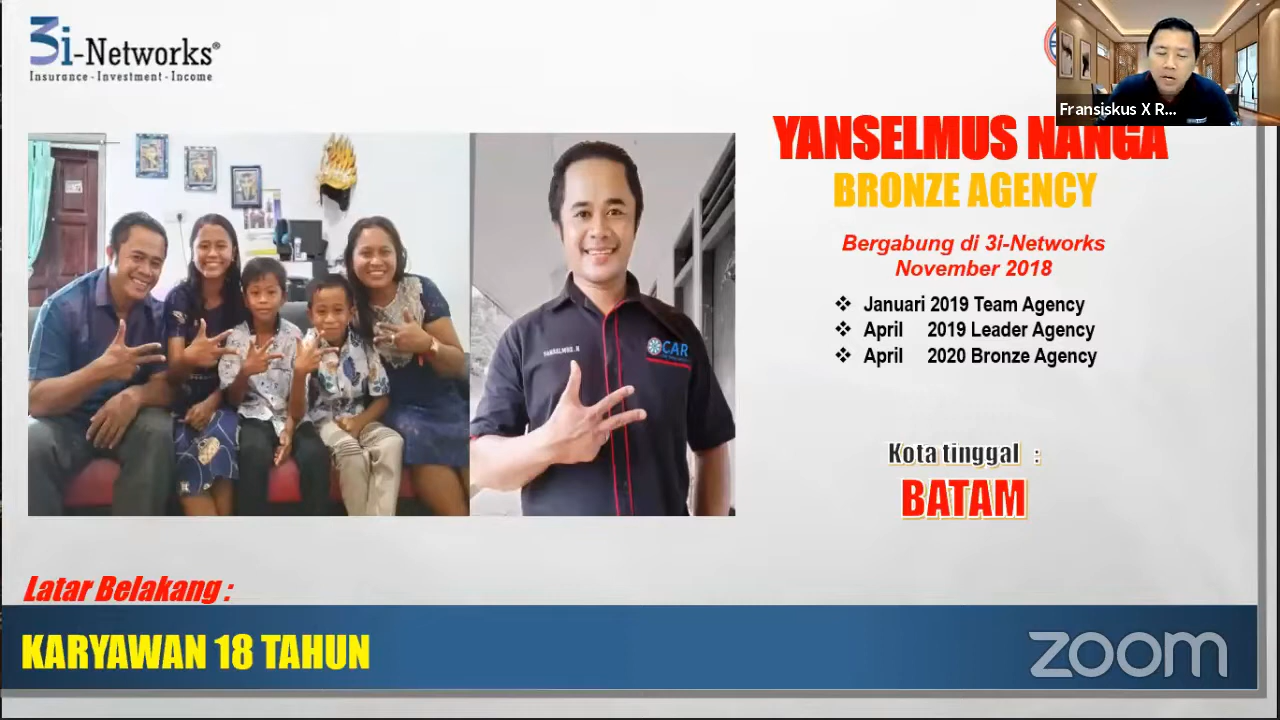 3i-Networks®
Insurance - Investment - Income
Fransiskus X R...
YANSELMUS NANGA
BRONZE AGENCY
Bergabung di 3i-Networks
November 2018
❖ Januari 2019 Team Agency
❖ April 2019 Leader Agency
❖ April 2020 Bronze Agency
YANSELMUS. N
CAR
Kota tinggal :
BATAM
Latar Belakang :
KARYAWAN 18 TAHUN
zoom